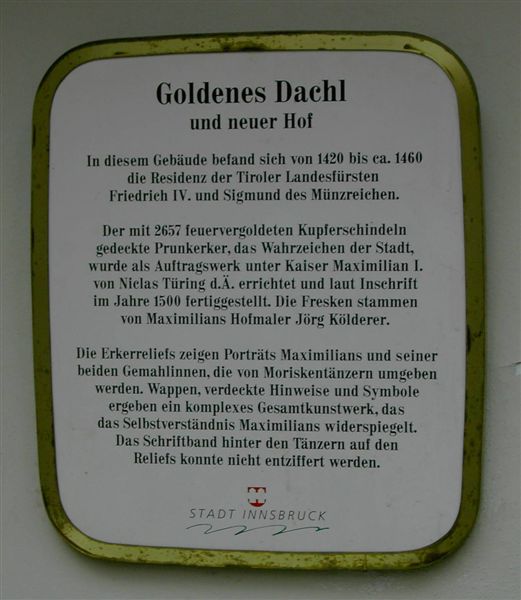 Goldenes Dachl
und neuer Hof
In diesem Gebäude befand sich von 1420 bis ca. 1460
die Residenz der Tiroler Landesfürsten
Friedrich IV. und Sigmund des Münzreichen.
Der mit 2657 feuervergoldeten Kupferschindeln
gedeckte Prunkerker, das Wahrzeichen der Stadt,
wurde als Auftragswerk unter Kaiser Maximilian I.
von Niclas Türing d.Ä. errichtet und laut Inschrift
im Jahre 1500 fertiggestellt. Die Fresken stammen
von Maximilians Hofmaler Jörg Kölderer.
Die Erkerreliefs zeigen Porträts Maximilians und seiner
beiden Gemahlinnen, die von Moriskentänzern umgeben
werden. Wappen, verdeckte Hinweise und Symbole
ergeben ein komplexes Gesamtkunstwerk, das
das Selbstverständnis Maximilians widerspiegelt.
Das Schriftband hinter den Tänzern auf den
Reliefs konnte nicht entziffert werden.
STADT INNSBRUCK